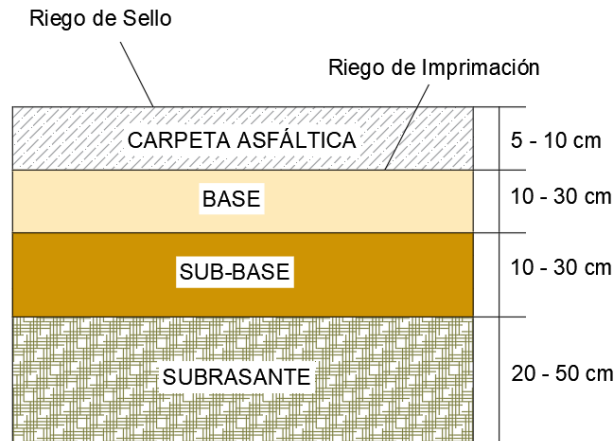 Riego de Sello
Riego de Imprimación
CARPETA ASFÁLTICA
5 - 10 cm
BASE
10 - 30 cm
SUB-BASE
10 - 30 cm
SUBRASANTE
20 - 50 cm